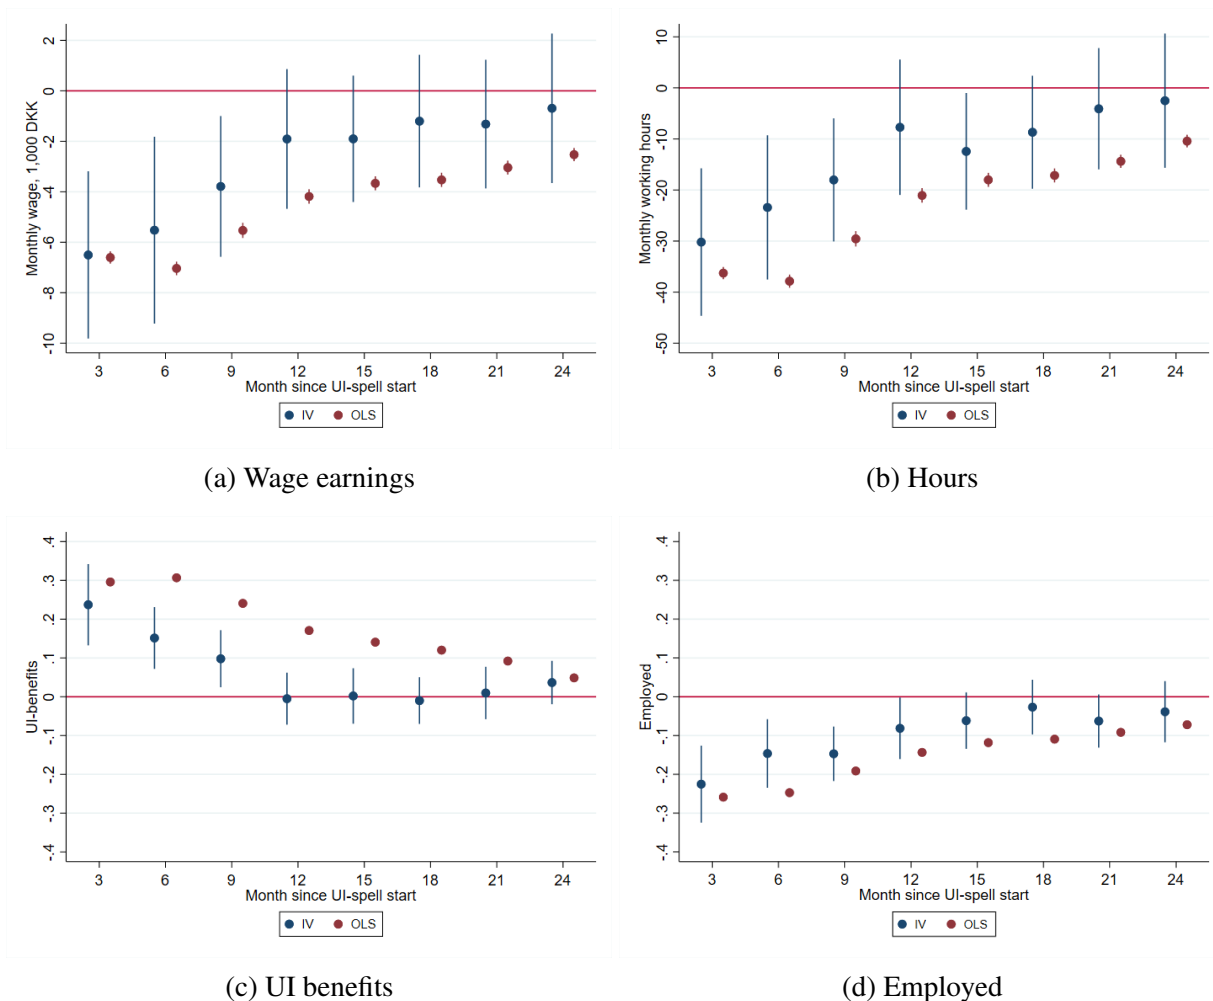 Monthly wage, 1,000 DKK
2
0
-2
-4
-6
-8
-10
3 6 9 12 15 18 21 24
Month since UI-spell start
IV OLS
(a) Wage earnings
Monthly working hours
10
0
-10
-20
-30
-40
-50
3 6 9 12 15 18 21 24
Month since UI-spell start
IV OLS
(b) Hours
UI-benefits
.4
.3
.2
.1
0
-.1
-.2
-.3
-.4
3 6 9 12 15 18 21 24
Month since UI-spell start
IV OLS
(c) UI benefits
Employed
.4
.3
.2
.1
0
-.1
-.2
-.3
-.4
3 6 9 12 15 18 21 24
Month since UI-spell start
IV OLS
(d) Employed